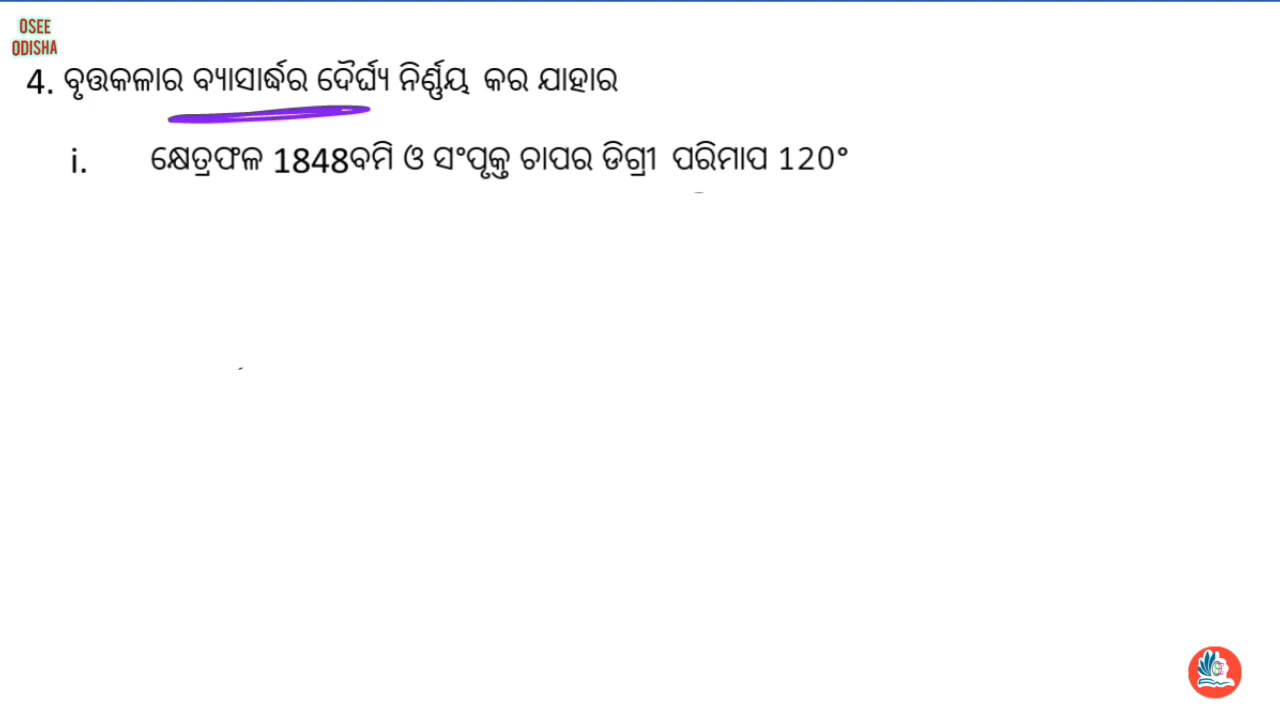 OSEE
ODISHA
4. ବୃତ୍ତକଳାର ବ୍ୟାସାର୍ଦ୍ଧର ଦୈର୍ଘ୍ୟ ନିର୍ଣ୍ଣୟ କର ଯାହାର
i. କ୍ଷେତ୍ରଫଳ 1848ବମି ଓ ସଂପୃକ୍ତ ଚାପର ଡିଗ୍ରୀ ପରିମାପ 120°